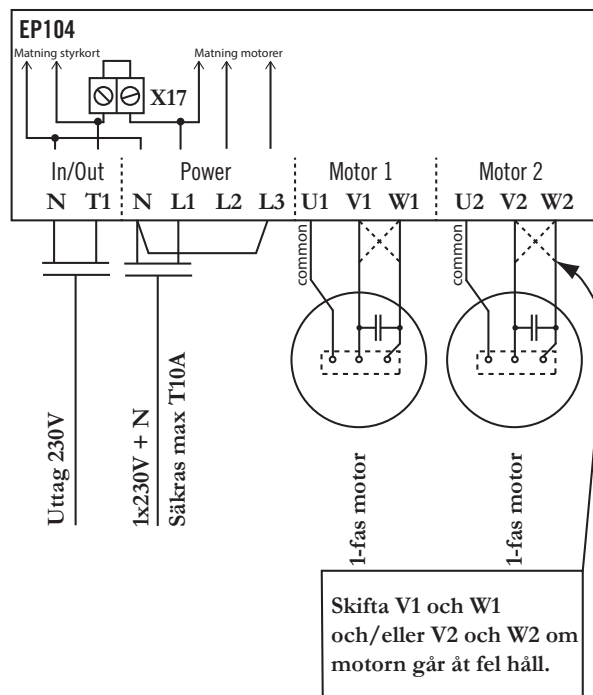 EP104
Matning styrkort
Matning motorer
X17
In/Out
Power
Motor 1
Motor 2
N T1 N L1 L2 L3 U1 V1 W1 U2 V2 W2
common
common
Uttag 230V
1x230V + N
Säkras max T10A
1-fas motor
1-fas motor
Skifta V1 och W1
och/eller V2 och W2 om
motorn går åt fel håll.